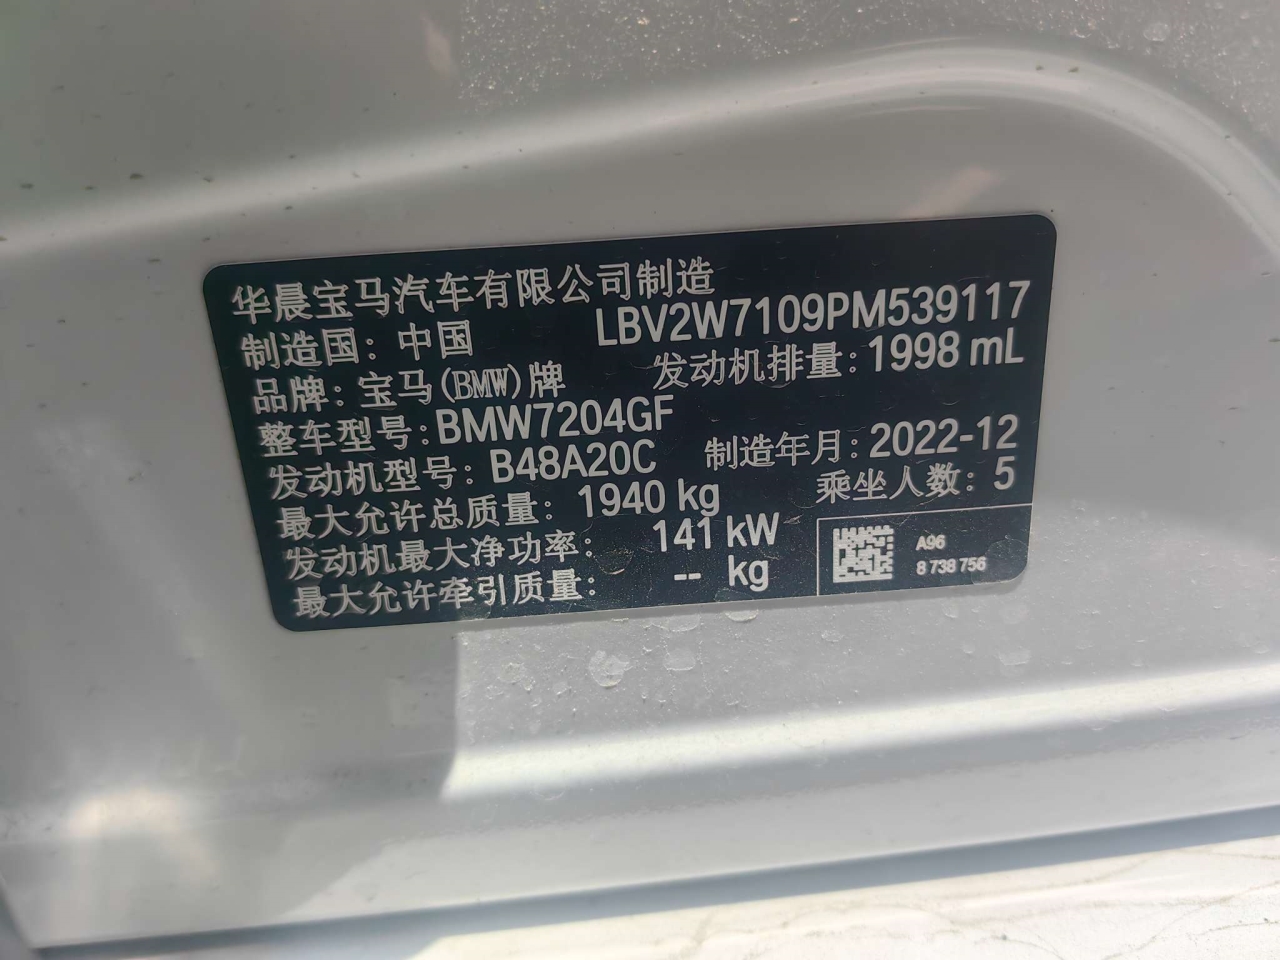 华晨宝马汽车有限公司制造
制造国：中国 LBV2W7109PM539117
品牌：宝马(BMW)牌 发动机排量：1998 mL
整车型号：BMW7204GF
发动机型号：B48A20C 制造年月：2022-12
最大允许总质量：1940 kg 乘坐人数：5
发动机最大净功率： 141 kW
最大允许牵引质量： -- kg
A96
8 738 756